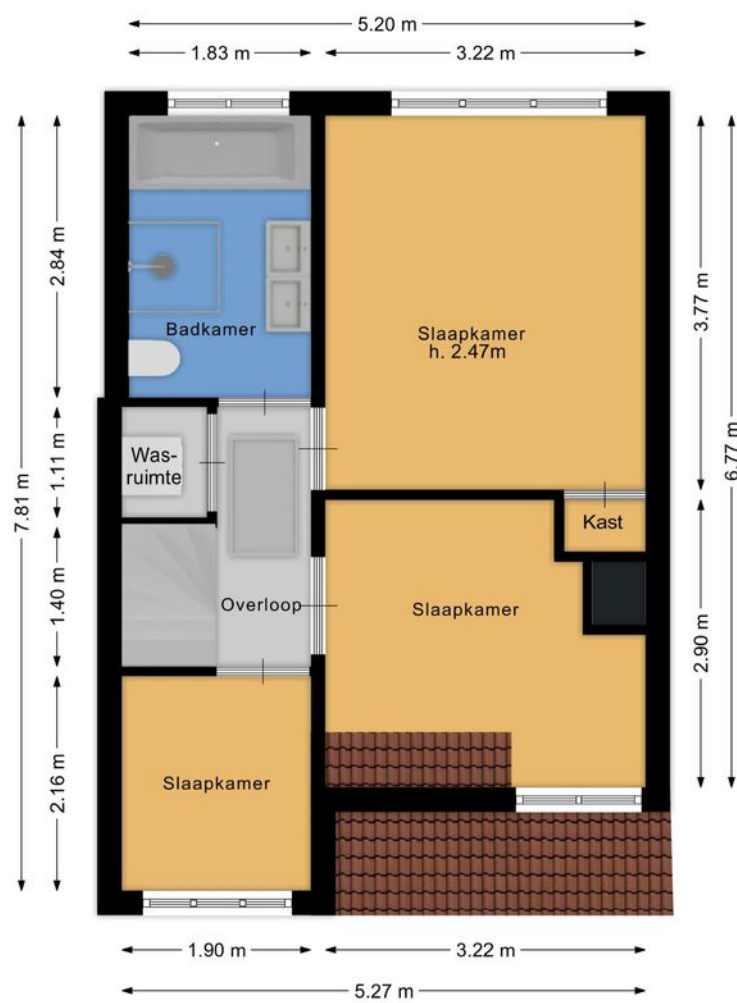 5.20 m
1.83 m
3.22 m
7.81 m
2.84 m
1.11 m
1.40 m
2.16 m
3.77 m
2.90 m
6.77 m
Badkamer
Slaapkamer
h. 2.47m
Was-
ruimte
Kast
Overloop
Slaapkamer
Slaapkamer
1.90 m
3.22 m
5.27 m